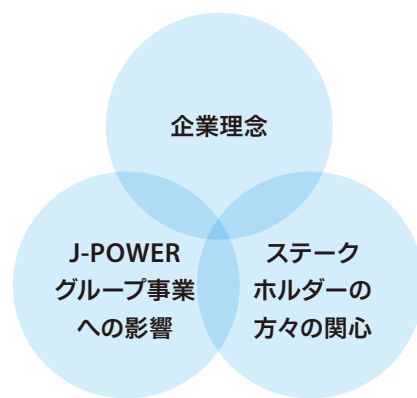 企業理念
J-POWER
グループ事業
への影響
ステーク
ホルダーの
方々の関心